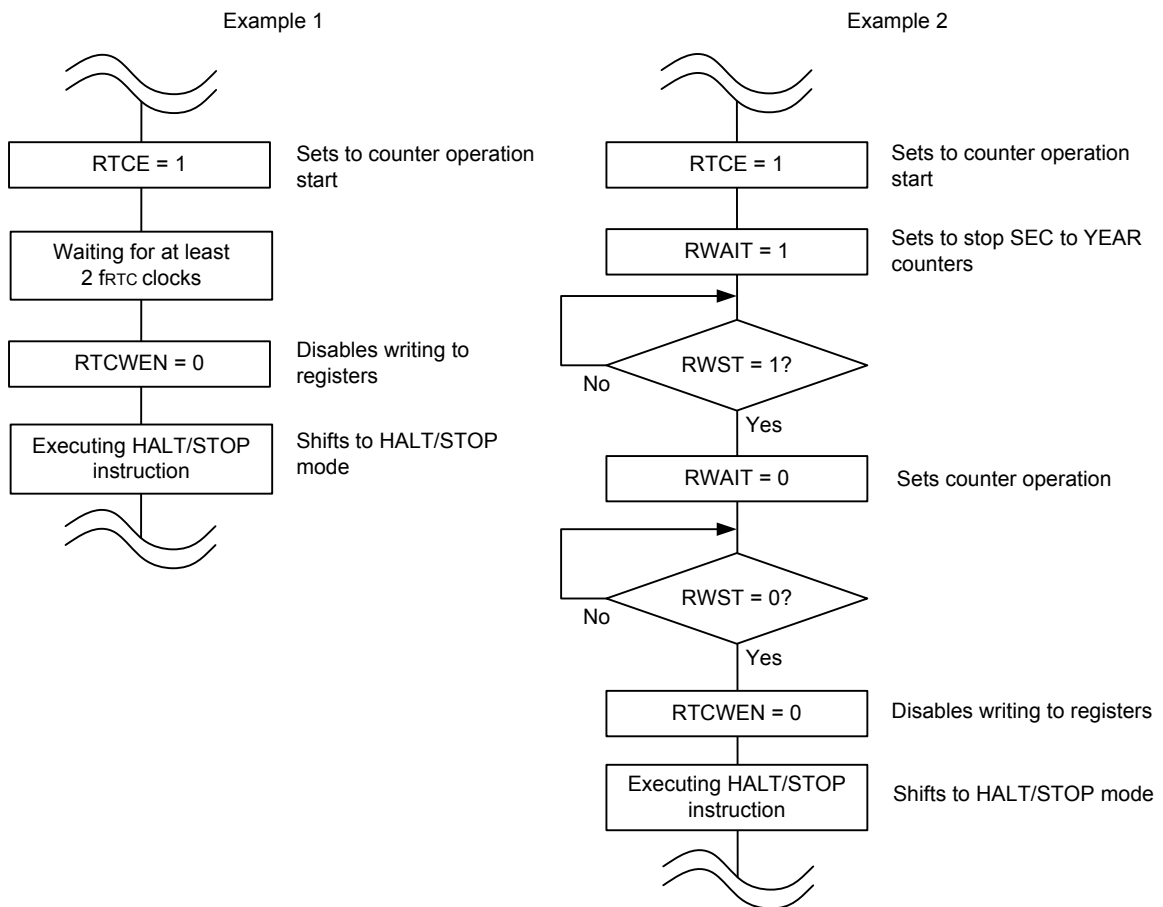 Example 1
RTCE = 1
Sets to counter operation
start
Waiting for at least
2 fRTC clocks
RTCWEN = 0
Disables writing to
registers
Executing HALT/STOP
instruction
Shifts to HALT/STOP
mode
Example 2
RTCE = 1
Sets to counter operation
start
RWAIT = 1
Sets to stop SEC to YEAR
counters
RWST = 1?
No
Yes
RWAIT = 0
Sets counter operation
RWST = 0?
No
Yes
RTCWEN = 0
Disables writing to registers
Executing HALT/STOP
instruction
Shifts to HALT/STOP mode